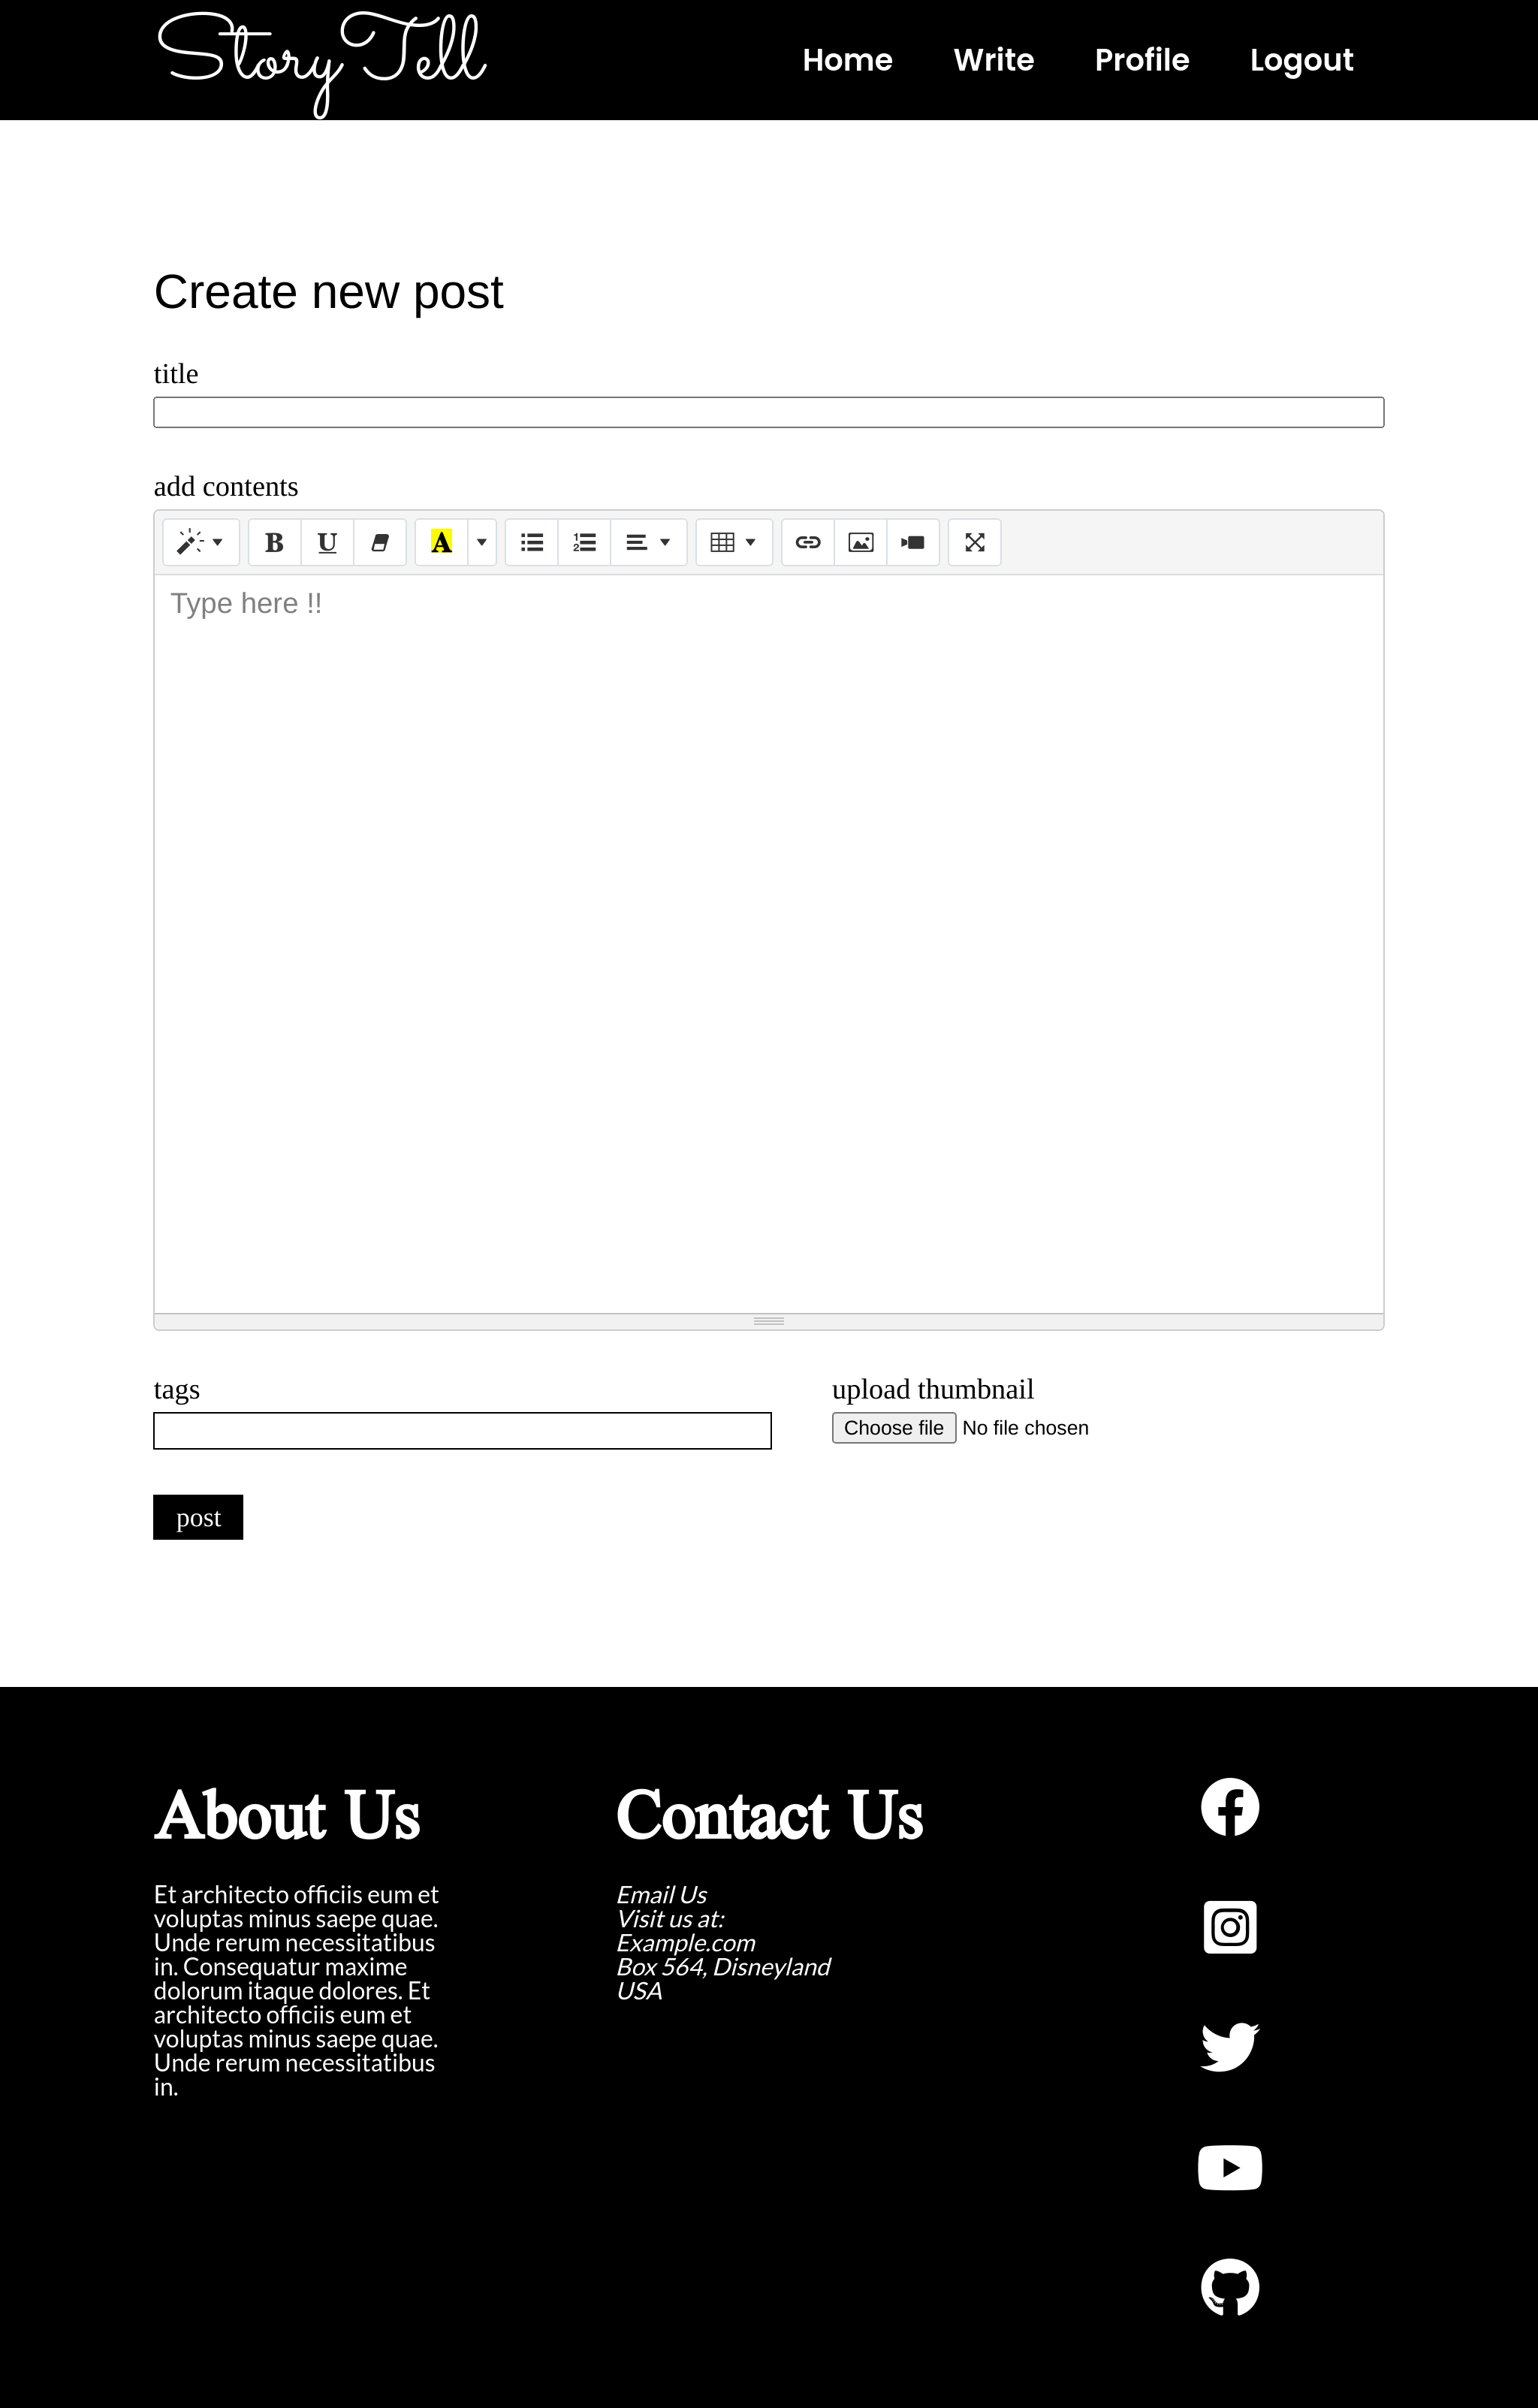 StoryTell
Home Write Profile Logout
Create new post
title
add contents
B U A
Type here !!
tags
upload thumbnail
Choose file No file chosen
post
About Us
Et architecto officiis eum et
voluptas minus saepe quae.
Unde rerum necessitatibus
in. Consequatur maxime
dolorum itaque dolores. Et
architecto officiis eum et
voluptas minus saepe quae.
Unde rerum necessitatibus
in.
Contact Us
Email Us
Visit us at:
Example.com
Box 564, Disneyland
USA